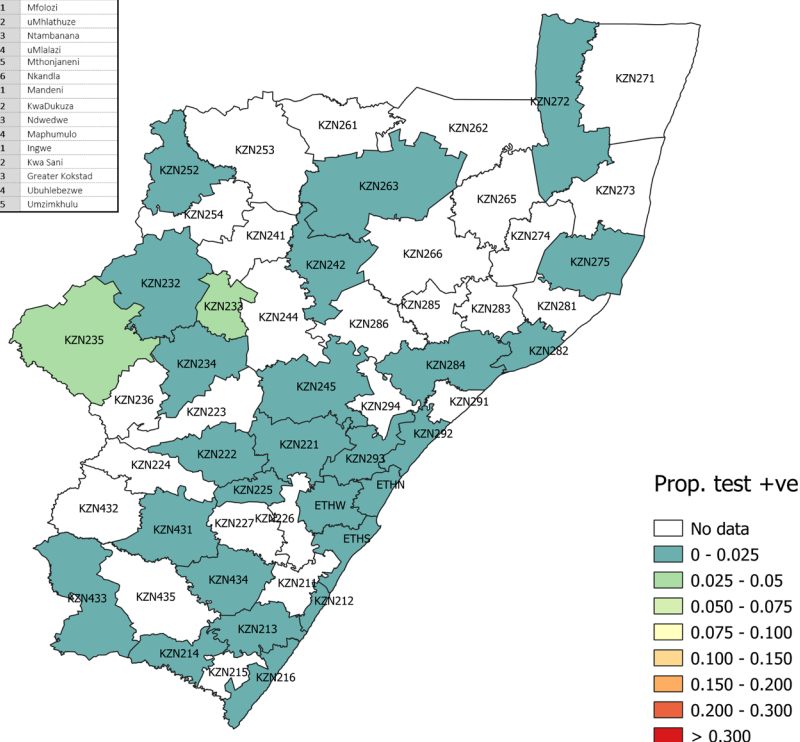 1 Mfolozi
2 uMhlathuze
3 Ntambanana
4 uMlalazi
5 Mthonjaneni
6 Nkandla
1 Mandeni
2 KwaDukuza
3 Ndwedwe
4 Maphumulo
1 Ingwe
2 Kwa Sani
3 Greater Kokstad
4 Ubuhlebezwe
5 Umzimkhulu
KZN271
KZN272
KZN261
KZN262
KZN253
KZN252
KZN263
KZN273
KZN265
KZN254
KZN241
KZN274
KZN266
KZN275
KZN242
KZN232
KZN233
KZN285
KZN283
KZN281
KZN244
KZN286
KZN235
KZN282
KZN234
KZN284
KZN245
KZN236
KZN291
KZN294
KZN223
KZN292
KZN221
KZN222
KZN293
KZN224
ETHN
KZN225
ETHW
KZN432
KZN227
KZN226
KZN431
ETHS
KZN434
KZN211
KZN433
KZN435
KZN212
KZN213
KZN214
KZN215
KZN216
Prop. test +ve
No data
0 - 0.025
0.025 - 0.05
0.050 - 0.075
0.075 - 0.100
0.100 - 0.150
0.150 - 0.200
0.200 - 0.300
> 0.300